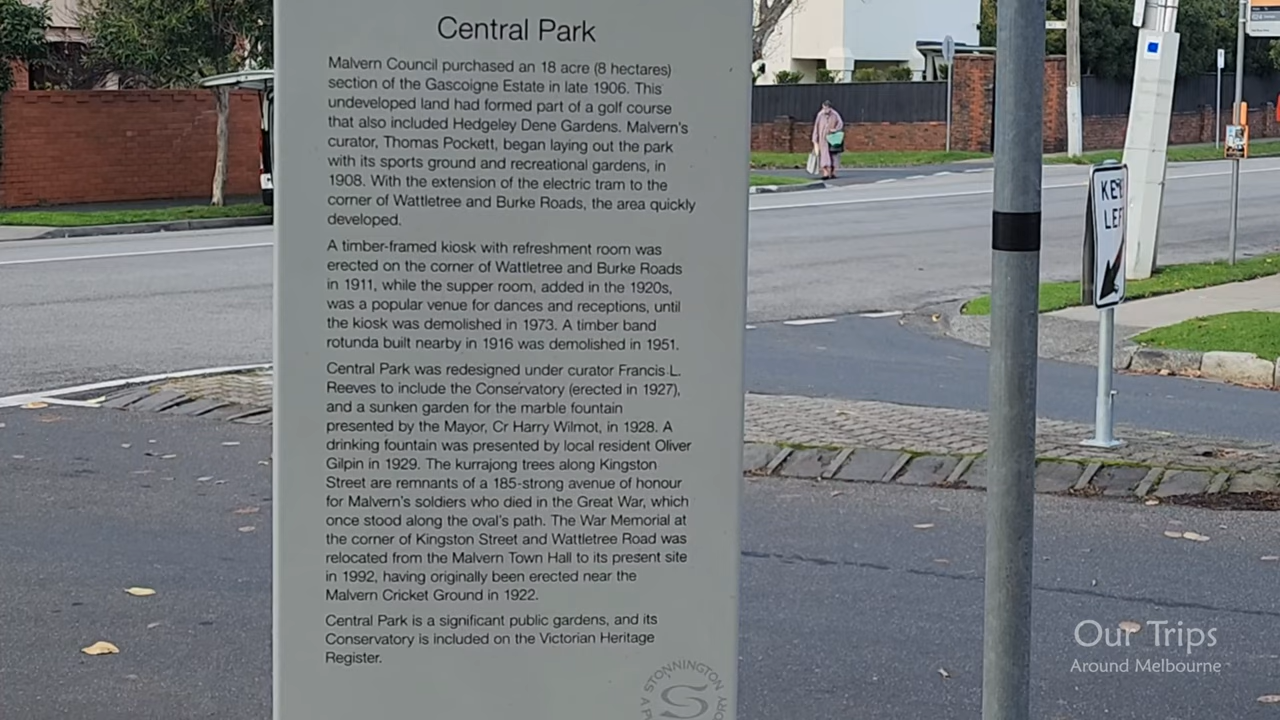 Central Park
Malvern Council purchased an 18 acre (8 hectares)
section of the Gascoigne Estate in late 1906. This
undeveloped land had formed part of a golf course
that also included Hedgeley Dene Gardens. Malvern's
curator, Thomas Pockett, began laying out the park
with its sports ground and recreational gardens, in
1908. With the extension of the electric tram to the
corner of Wattletree and Burke Roads, the area quickly
developed.
A timber-framed kiosk with refreshment room was
erected on the corner of Wattletree and Burke Roads
in 1911, while the supper room, added in the 1920s,
was a popular venue for dances and receptions, until
the kiosk was demolished in 1973. A timber band
rotunda built nearby in 1916 was demolished in 1951.
Central Park was redesigned under curator Francis L.
Reeves to include the Conservatory (erected in 1927),
and a sunken garden for the marble fountain
presented by the Mayor, Cr Harry Wilmot, in 1928. A
drinking fountain was presented by local resident Oliver
Gilpin in 1929. The kurrajong trees along Kingston
Street are remnants of a 185-strong avenue of honour
for Malvern's soldiers who died in the Great War, which
once stood along the oval's path. The War Memorial at
the corner of Kingston Street and Wattletree Road was
relocated from the Malvern Town Hall to its present site
in 1992, having originally been erected near the
Malvern Cricket Ground in 1922.
Central Park is a significant public gardens, and its
Conservatory is included on the Victorian Heritage
Register.
STONNINGTON
KEE
LEF
Our Trips
Around Melbourne